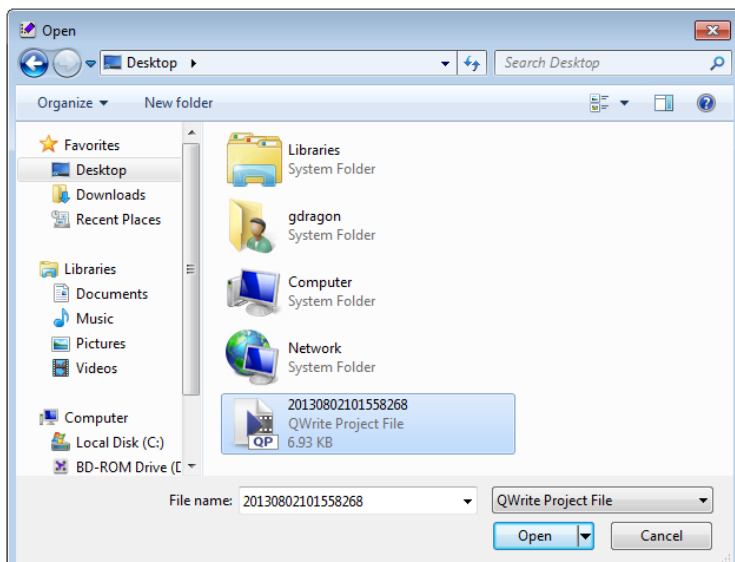 Open
Desktop
Search Desktop
Organize New folder
Favorites
Desktop
Downloads
Recent Places
Libraries
Documents
Music
Pictures
Videos
Computer
Local Disk (C:)
BD-ROM Drive (D
Libraries
System Folder
gdragon
System Folder
Computer
System Folder
Network
System Folder
QP
20130802101558268
QWrite Project File
6.93 KB
File name: 20130802101558268 QWrite Project File
Open Cancel